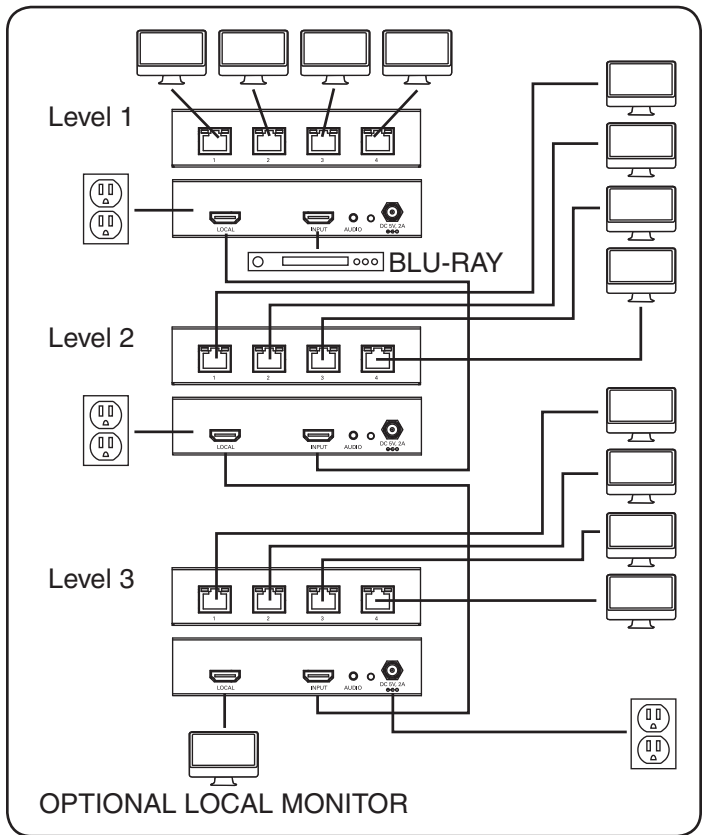 Level 1
1 2 3 4
LOCAL INPUT AUDIO DC 5V, 2A
BLU-RAY
Level 2
1 2 3 4
LOCAL INPUT AUDIO DC 5V, 2A
Level 3
1 2 3 4
LOCAL INPUT AUDIO DC 5V, 2A
OPTIONAL LOCAL MONITOR